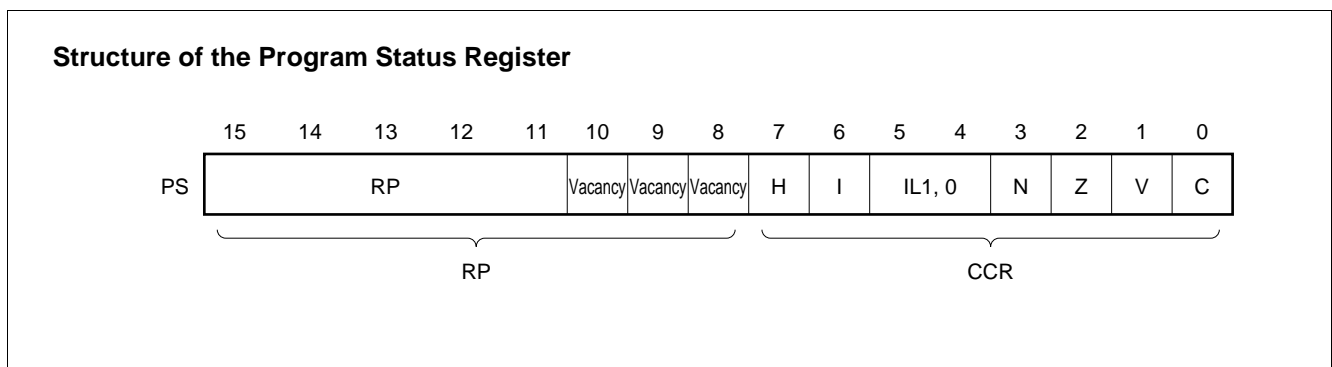 Structure of the Program Status Register
15 14 13 12 11 10 9 8 7 6 5 4 3 2 1 0
PS RP Vacancy Vacancy Vacancy H I IL1, 0 N Z V C
RP CCR